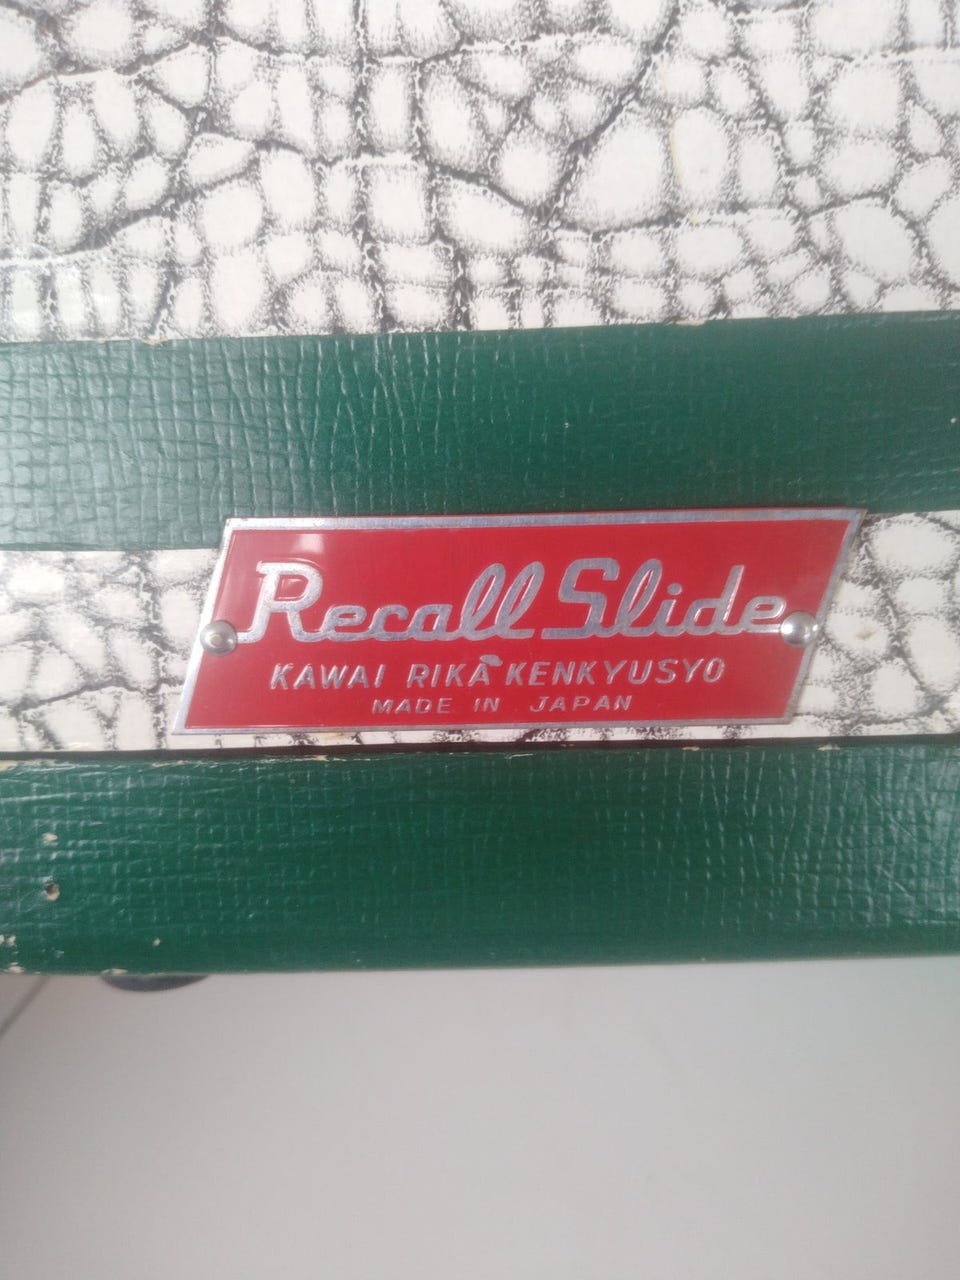 Recall Slide
KAWAI RIKA KENKYUSYO
MADE IN JAPAN